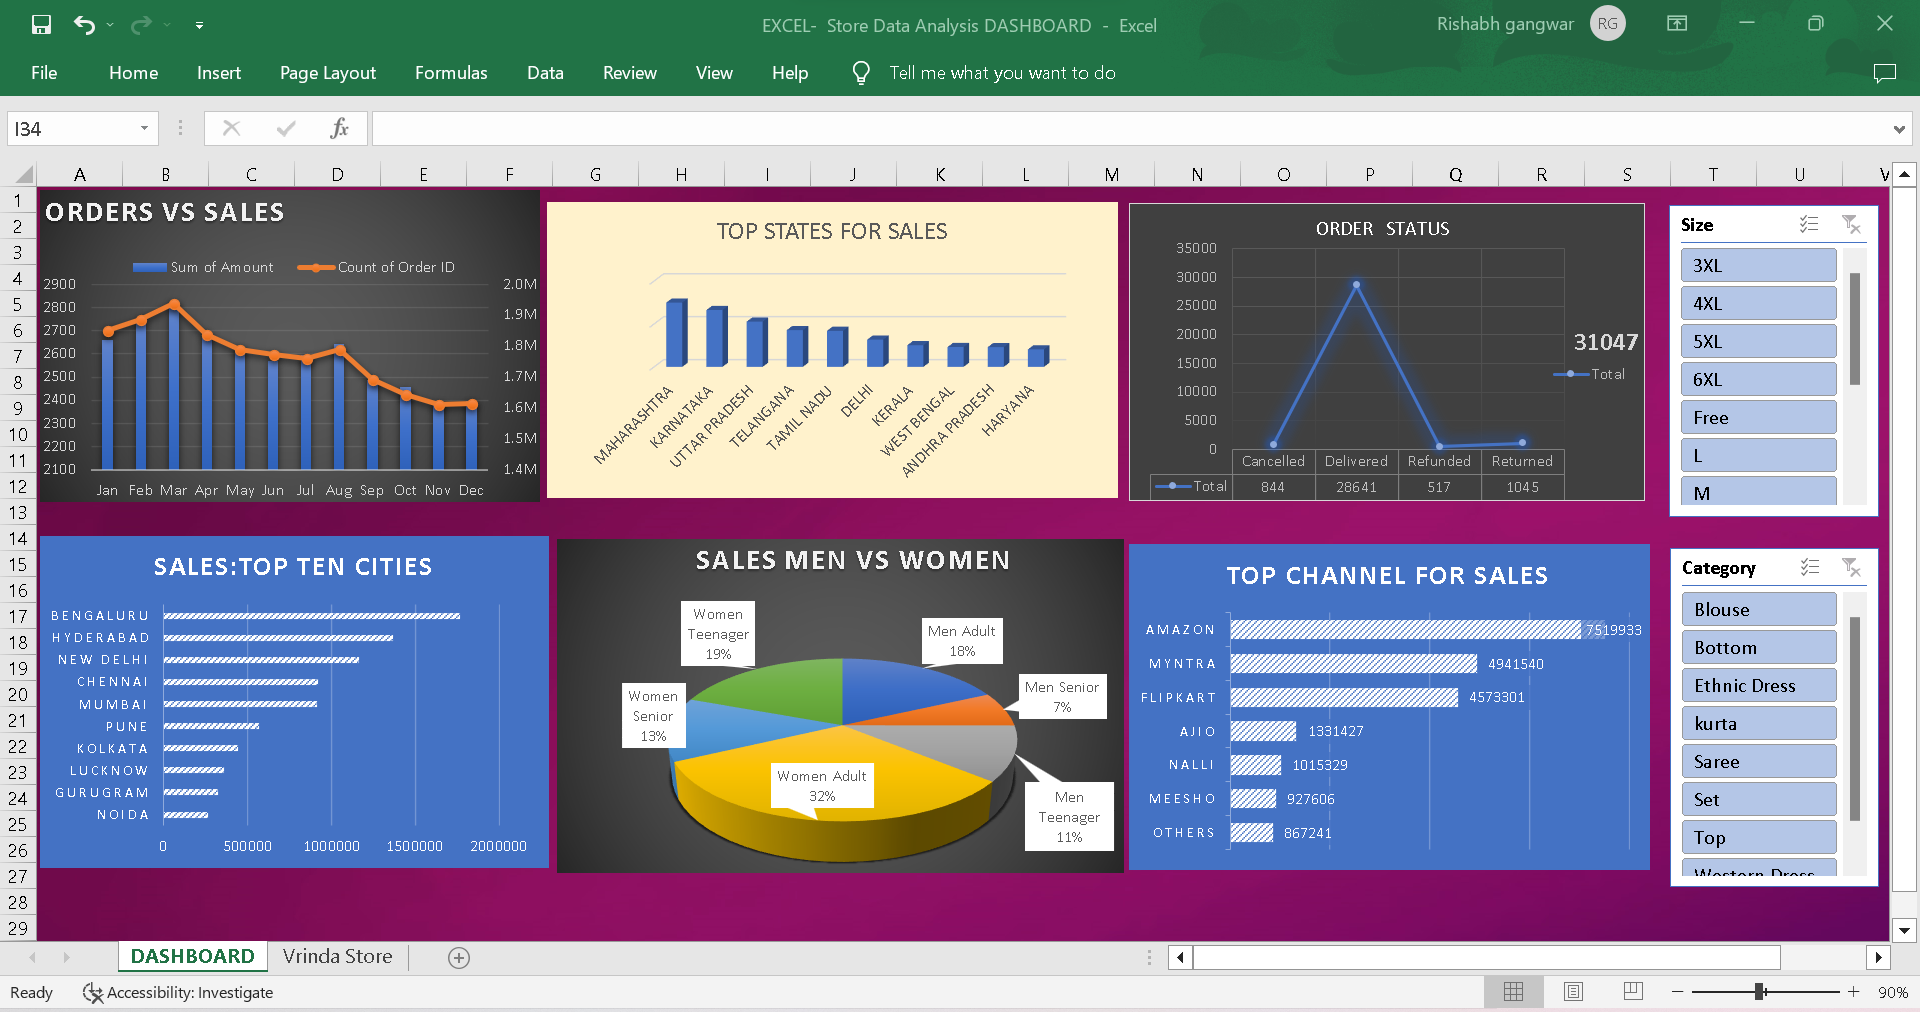 EXCEL-  Store Data Analysis DASHBOARD  -  Excel
Rishabh gangwar
RG
File
Home
Insert
Page Layout
Formulas
Data
Review
View
Help
Tell me what you want to do
I34
fx
A B C D E F G H I J K L M N O P Q R S T U V
1
2
3
4
5
6
7
8
9
10
11
12
13
14
15
16
17
18
19
20
21
22
23
24
25
26
27
28
29
ORDERS VS SALES
Sum of Amount
Count of Order ID
2900
2800
2700
2600
2500
2400
2300
2200
2100
2.0M
1.9M
1.8M
1.7M
1.6M
1.5M
1.4M
Jan Feb Mar Apr May Jun Jul Aug Sep Oct Nov Dec
TOP STATES FOR SALES
MAHARASHTRA
KARNATAKA
UTTAR PRADESH
TELANGANA
TAMIL NADU
DELHI
KERALA
WEST BENGAL
ANDHRA PRADESH
HARYANA
ORDER STATUS
35000
30000
25000
20000
15000
10000
5000
0
31047
Total
Cancelled Delivered Refunded Returned
Total 844 28641 517 1045
Size
3XL
4XL
5XL
6XL
Free
L
M
SALES:TOP TEN CITIES
BENGALURU
HYDERABAD
NEW DELHI
CHENNAI
MUMBAI
PUNE
KOLKATA
LUCKNOW
GURUGRAM
NOIDA
0 500000 1000000 1500000 2000000
SALES MEN VS WOMEN
Women
Teenager
19%
Men Adult
18%
Men Senior
7%
Women
Senior
13%
Women Adult
32%
Men
Teenager
11%
TOP CHANNEL FOR SALES
AMAZON 7519933
MYNTRA 4941540
FLIPKART 4573301
AJIO 1331427
NALLI 1015329
MEESHO 927606
OTHERS 867241
Category
Blouse
Bottom
Ethnic Dress
kurta
Saree
Set
Top
Western Dress
DASHBOARD
Vrinda Store
Ready
Accessibility: Investigate
90%